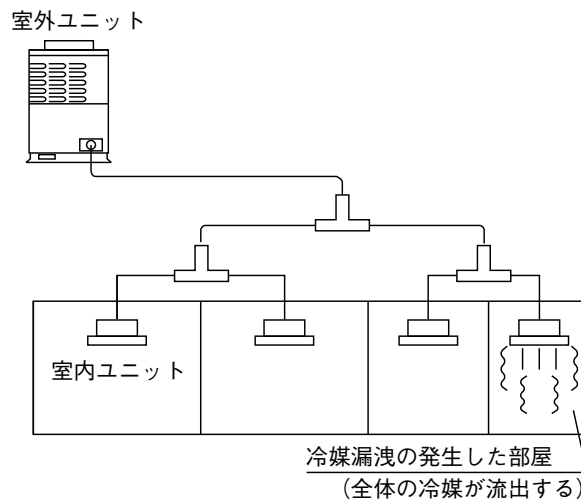 室外ユニット
室内ユニット
冷媒漏洩の発生した部屋
（全体の冷媒が流出する）